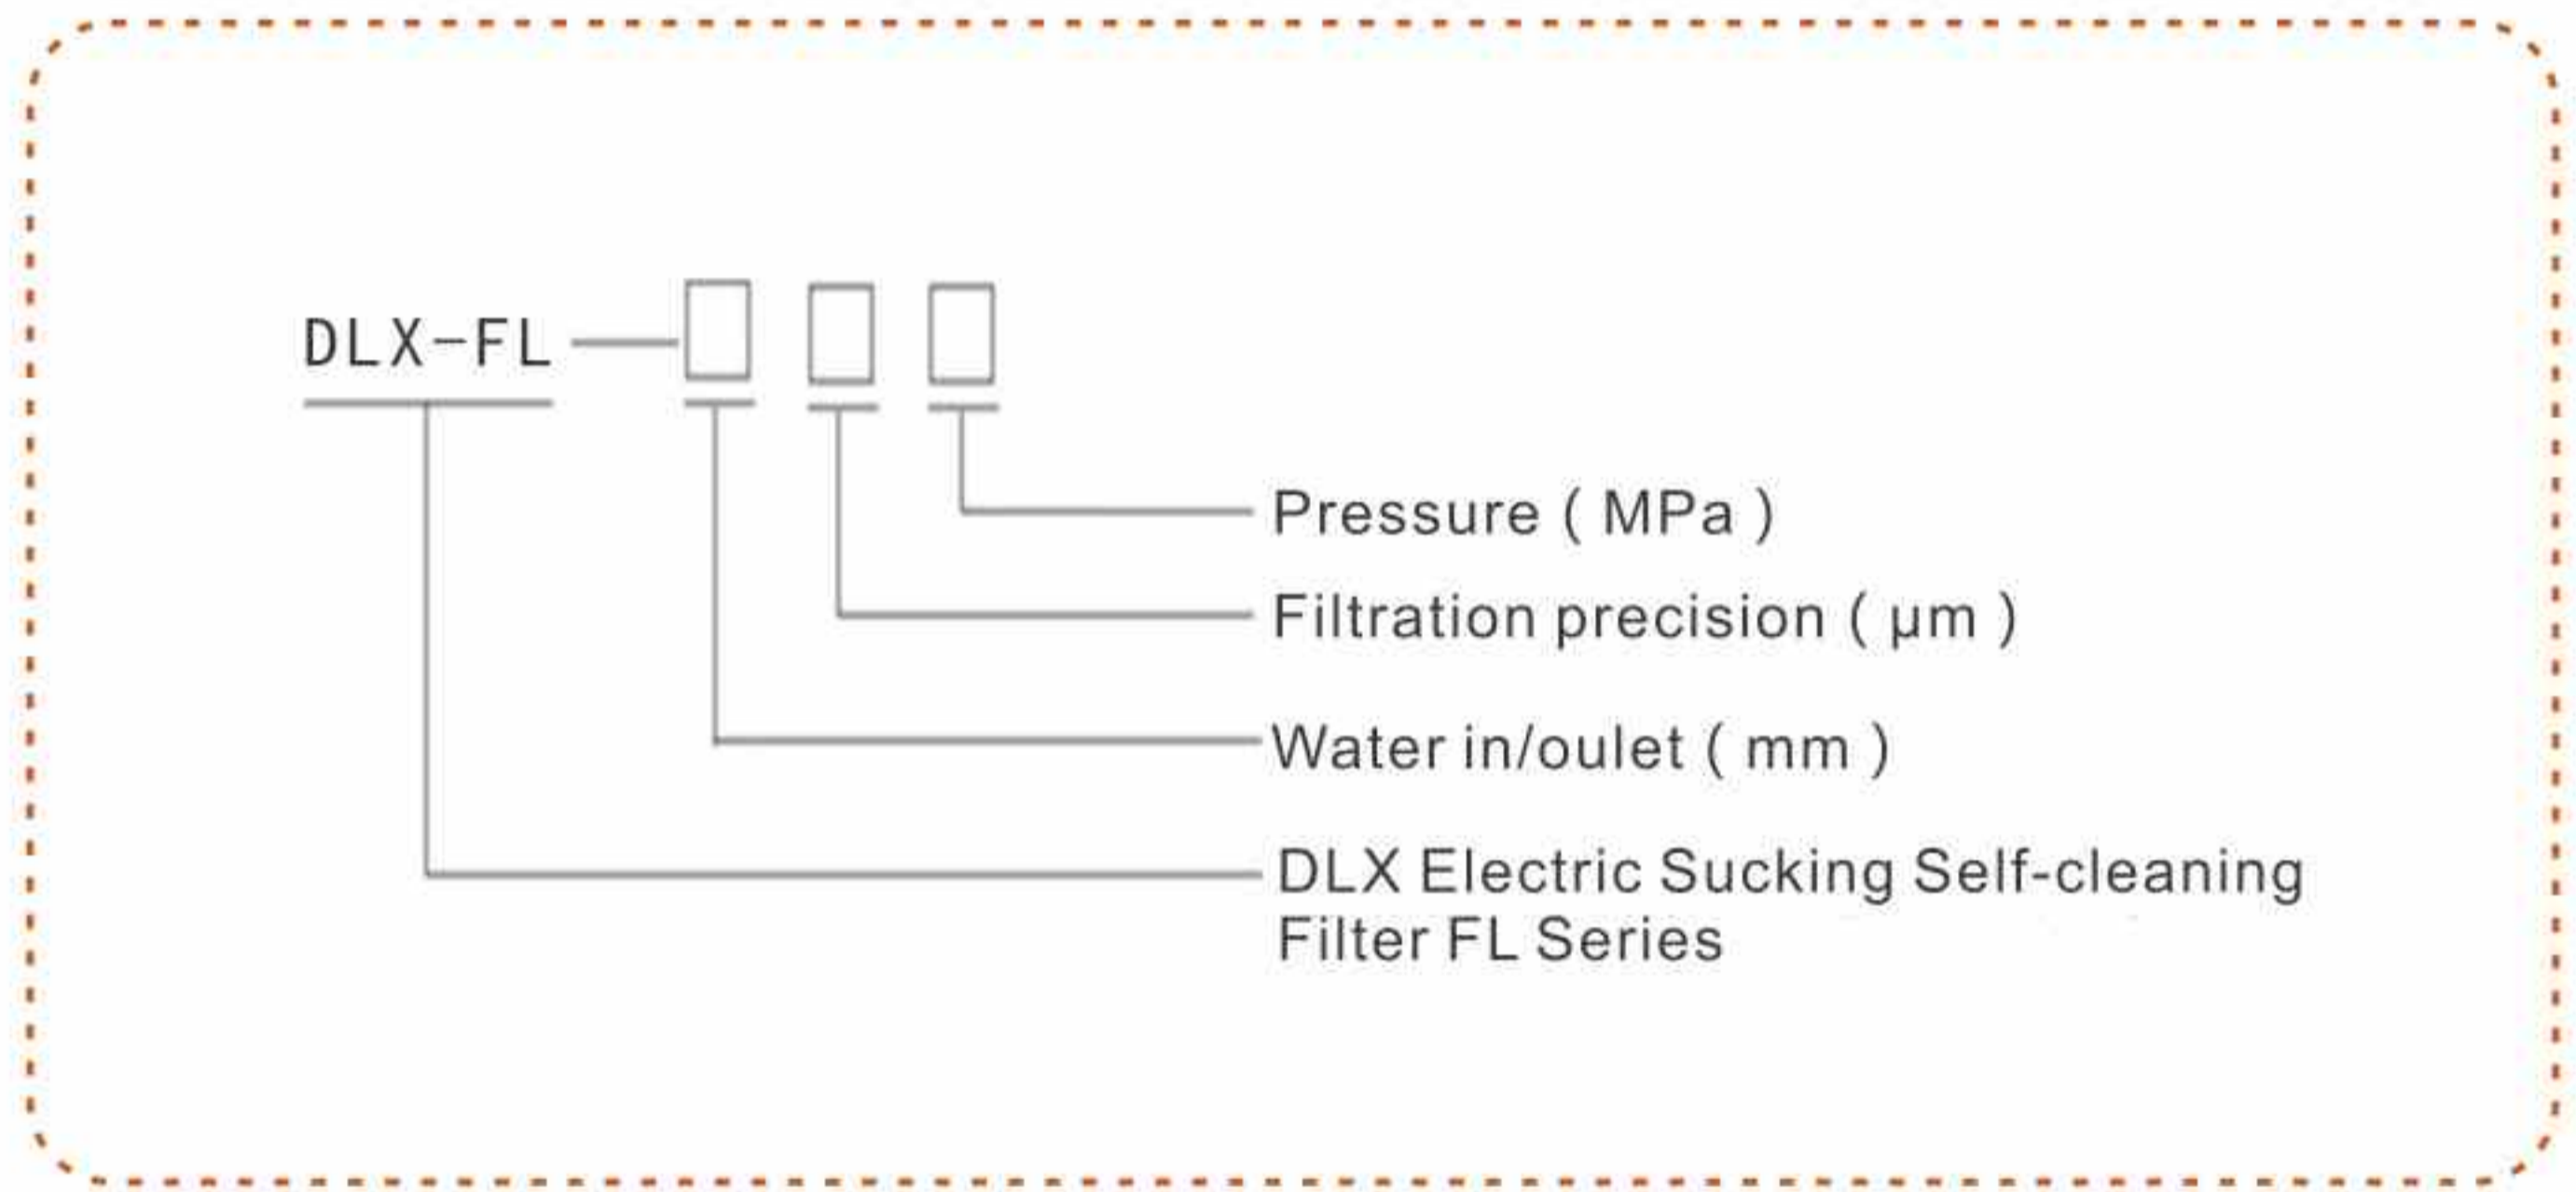 DLX-FL
Pressure ( MPa )
Filtration precision ( μm )
Water in/oulet ( mm )
DLX Electric Sucking Self-cleaning
Filter FL Series